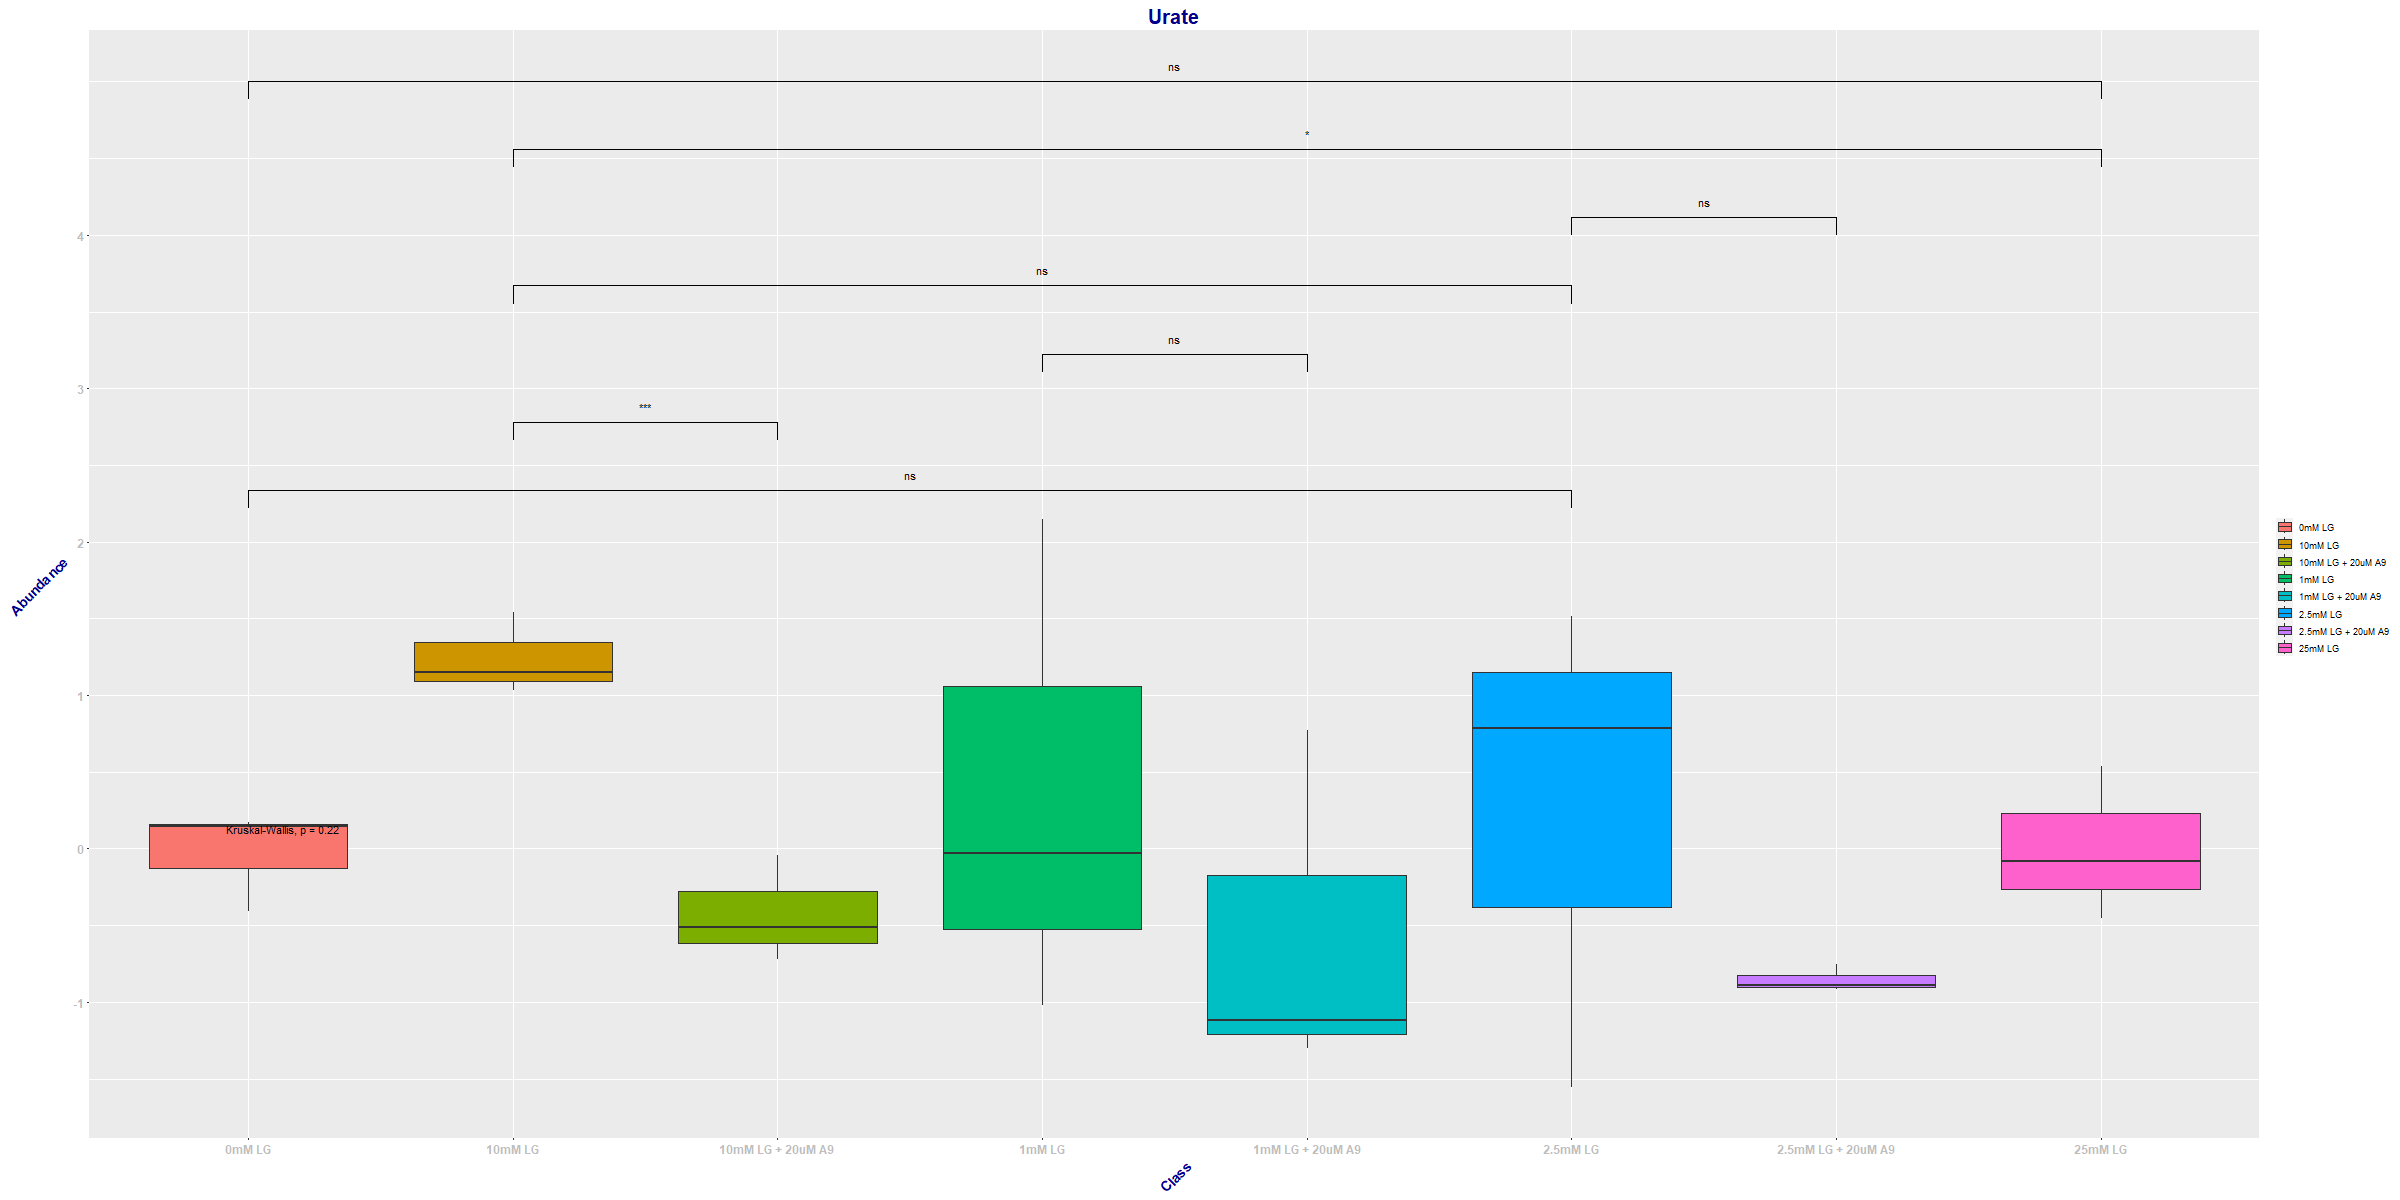 Urate
ns
*
ns
4
ns
ns
3
***
ns
2
Abundance
1
Kruskal-Wallis, p = 0.22
0
-1
0mM LG
10mM LG
10mM LG + 20uM A9
1mM LG
1mM LG + 20uM A9
2.5mM LG
2.5mM LG + 20uM A9
25mM LG
Class
0mM LG
10mM LG
10mM LG + 20uM A9
1mM LG
1mM LG + 20uM A9
2.5mM LG
2.5mM LG + 20uM A9
25mM LG